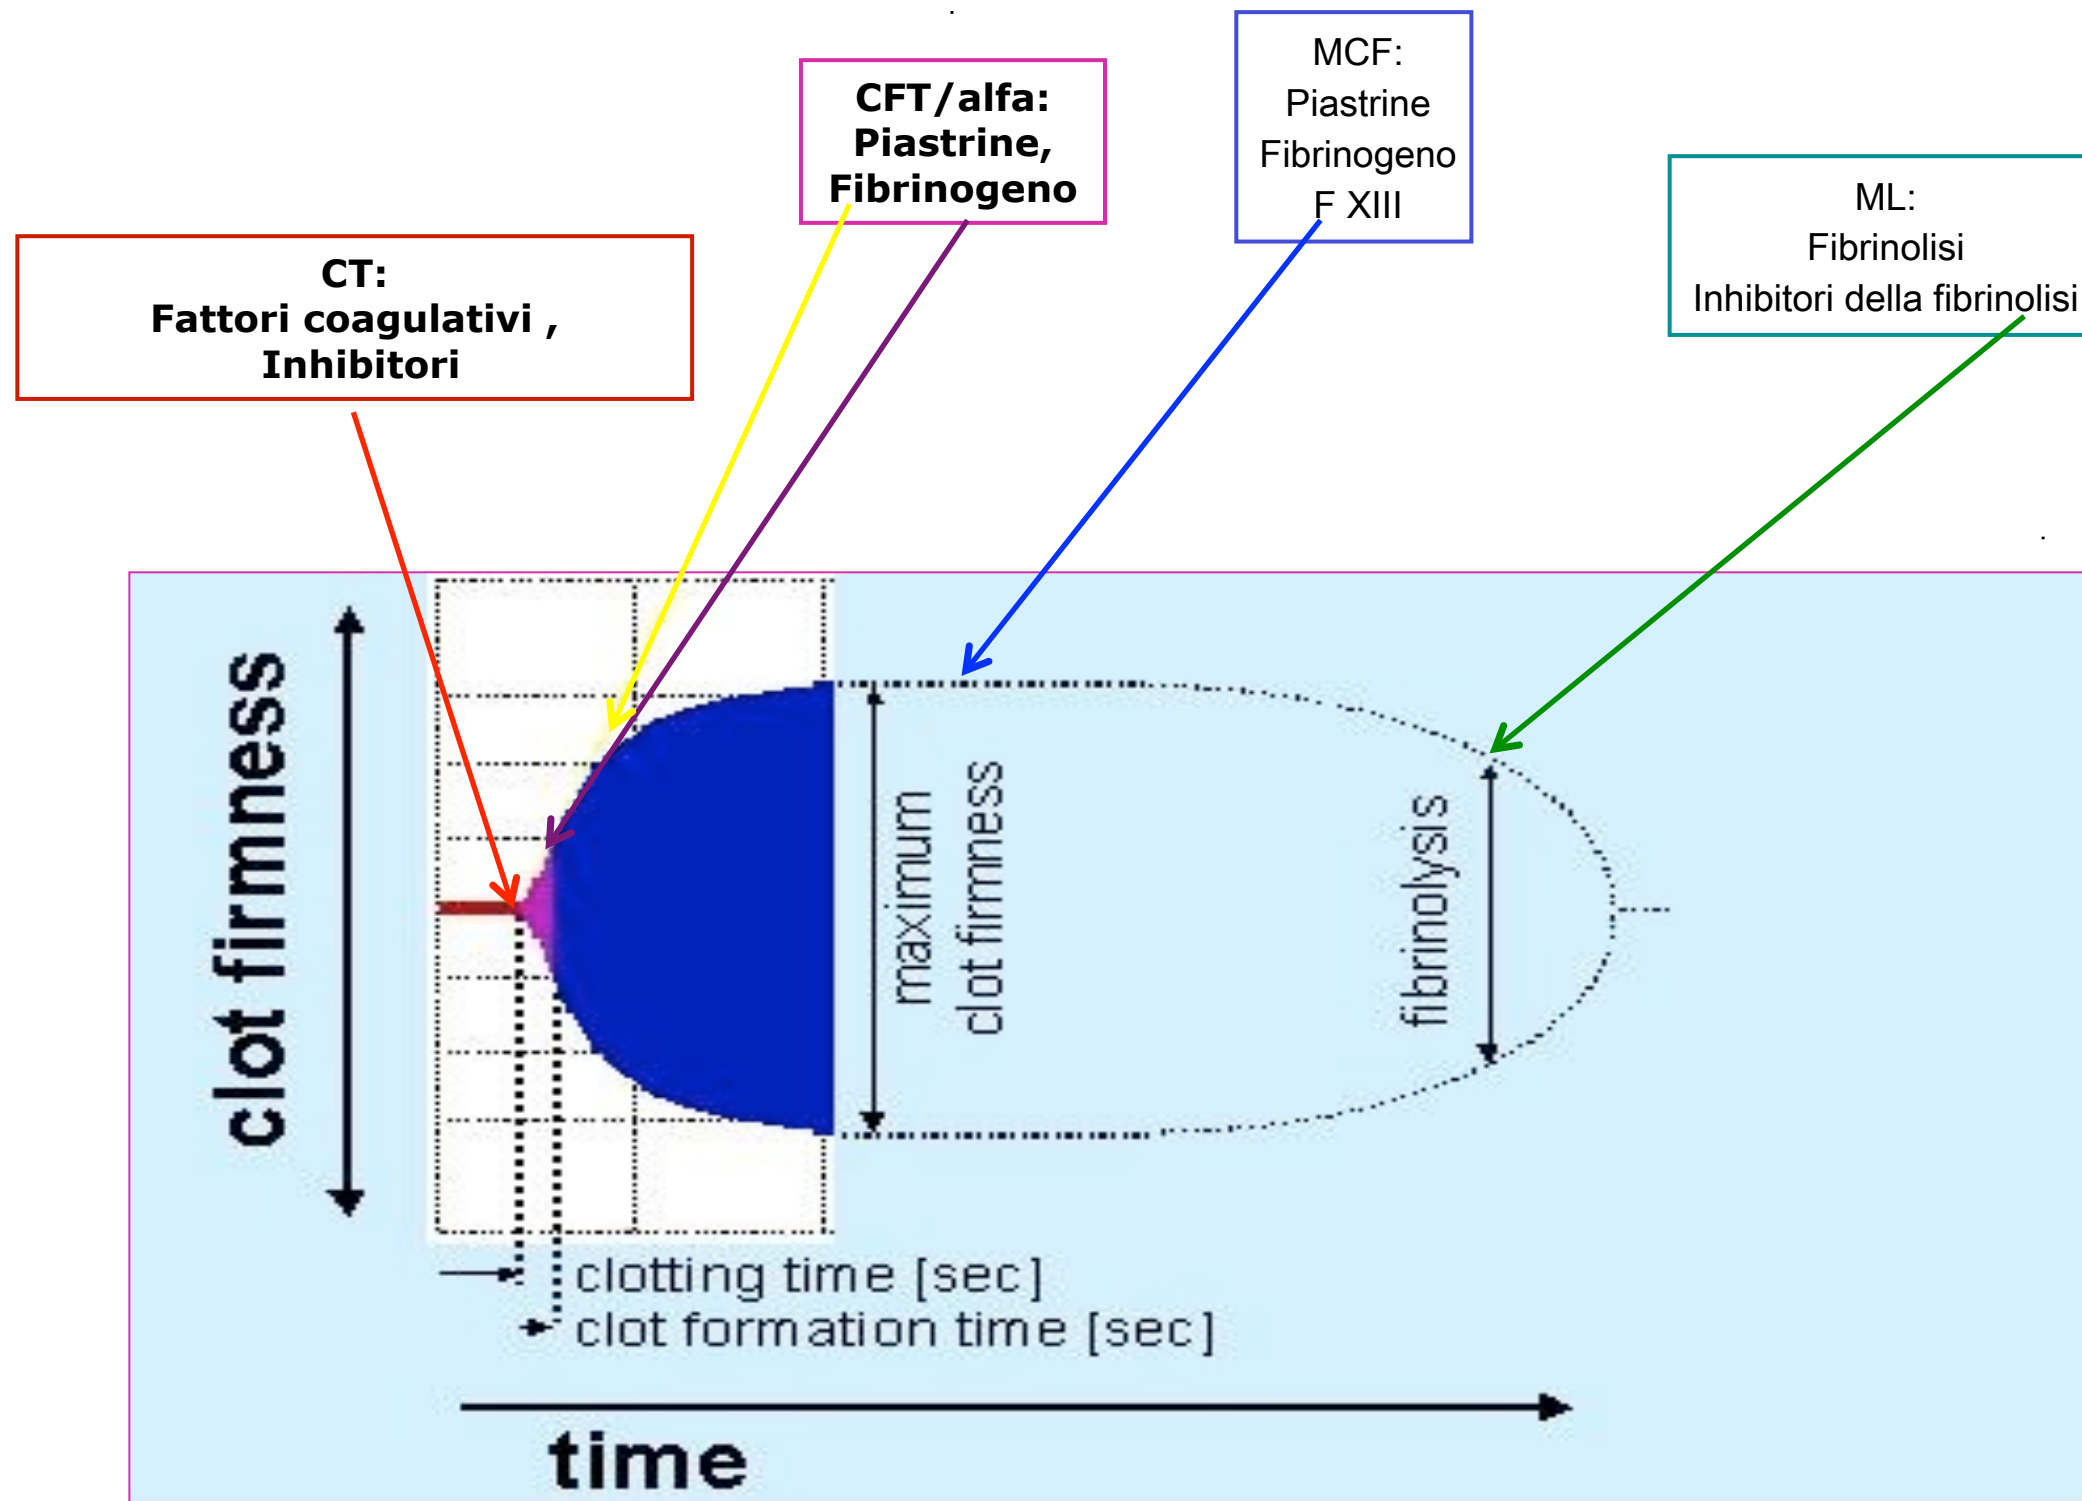 MCF:
Piastrine
Fibrinogeno
F XIII
CFT/alfa:
Piastrine,
Fibrinogeno
ML:
Fibrinolisi
Inhibitori della fibrinolisi
CT:
Fattori coagulativi ,
Inhibitori
clot firmness
maximum
clot firmness
fibrinolysis
clotting time [sec]
clot formation time [sec]
time